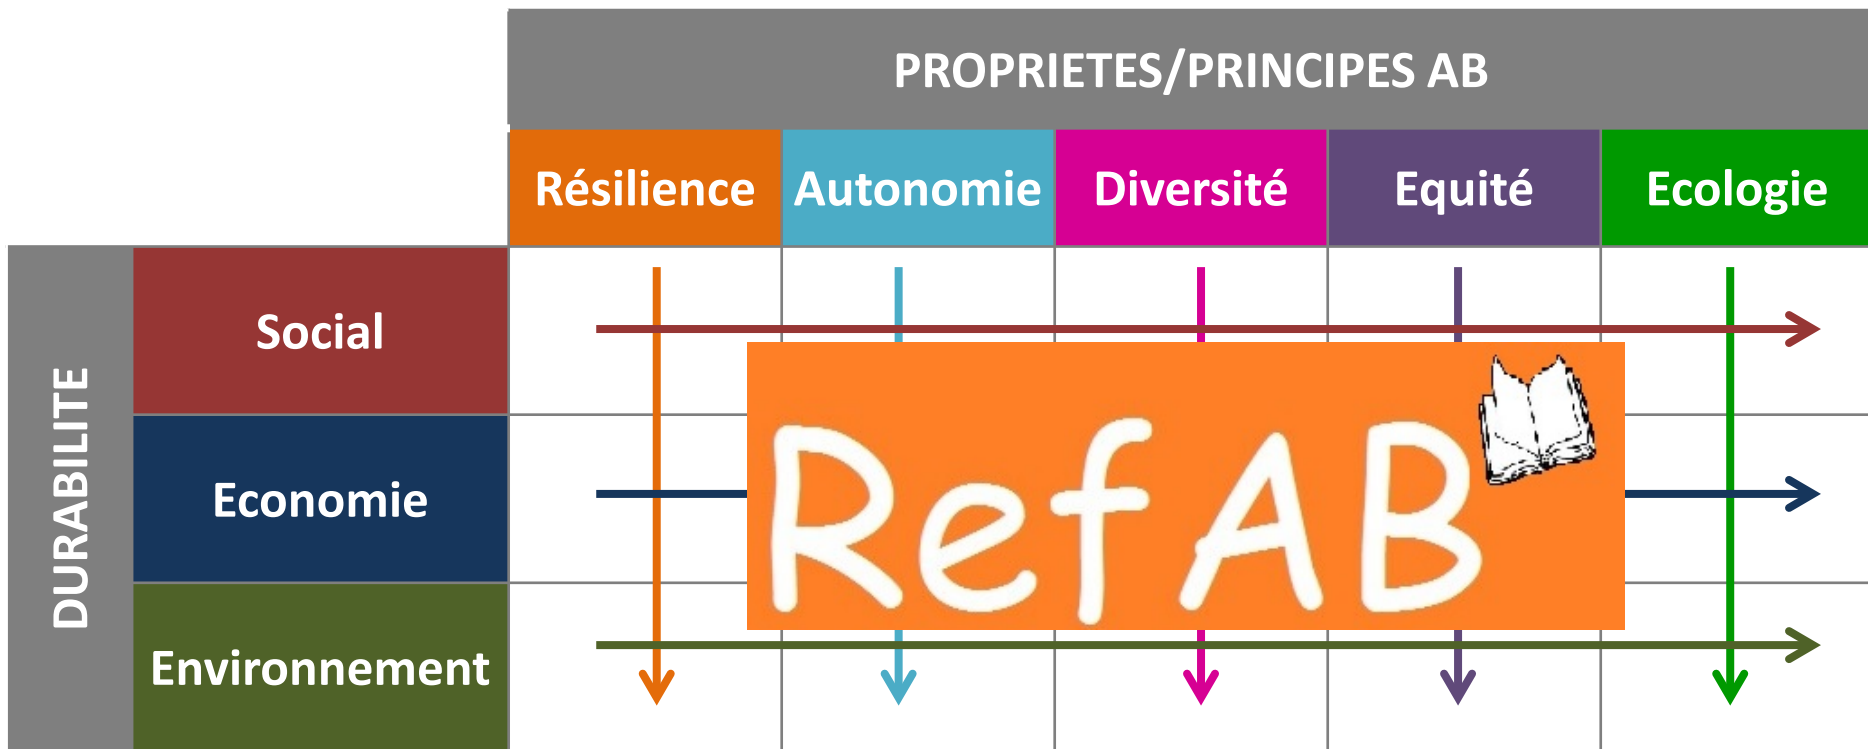 PROPRIETES/PRINCIPES AB
Résilience Autonomie Diversité Equité Ecologie
DURABILITE
Social
Economie
Environnement
RefAB